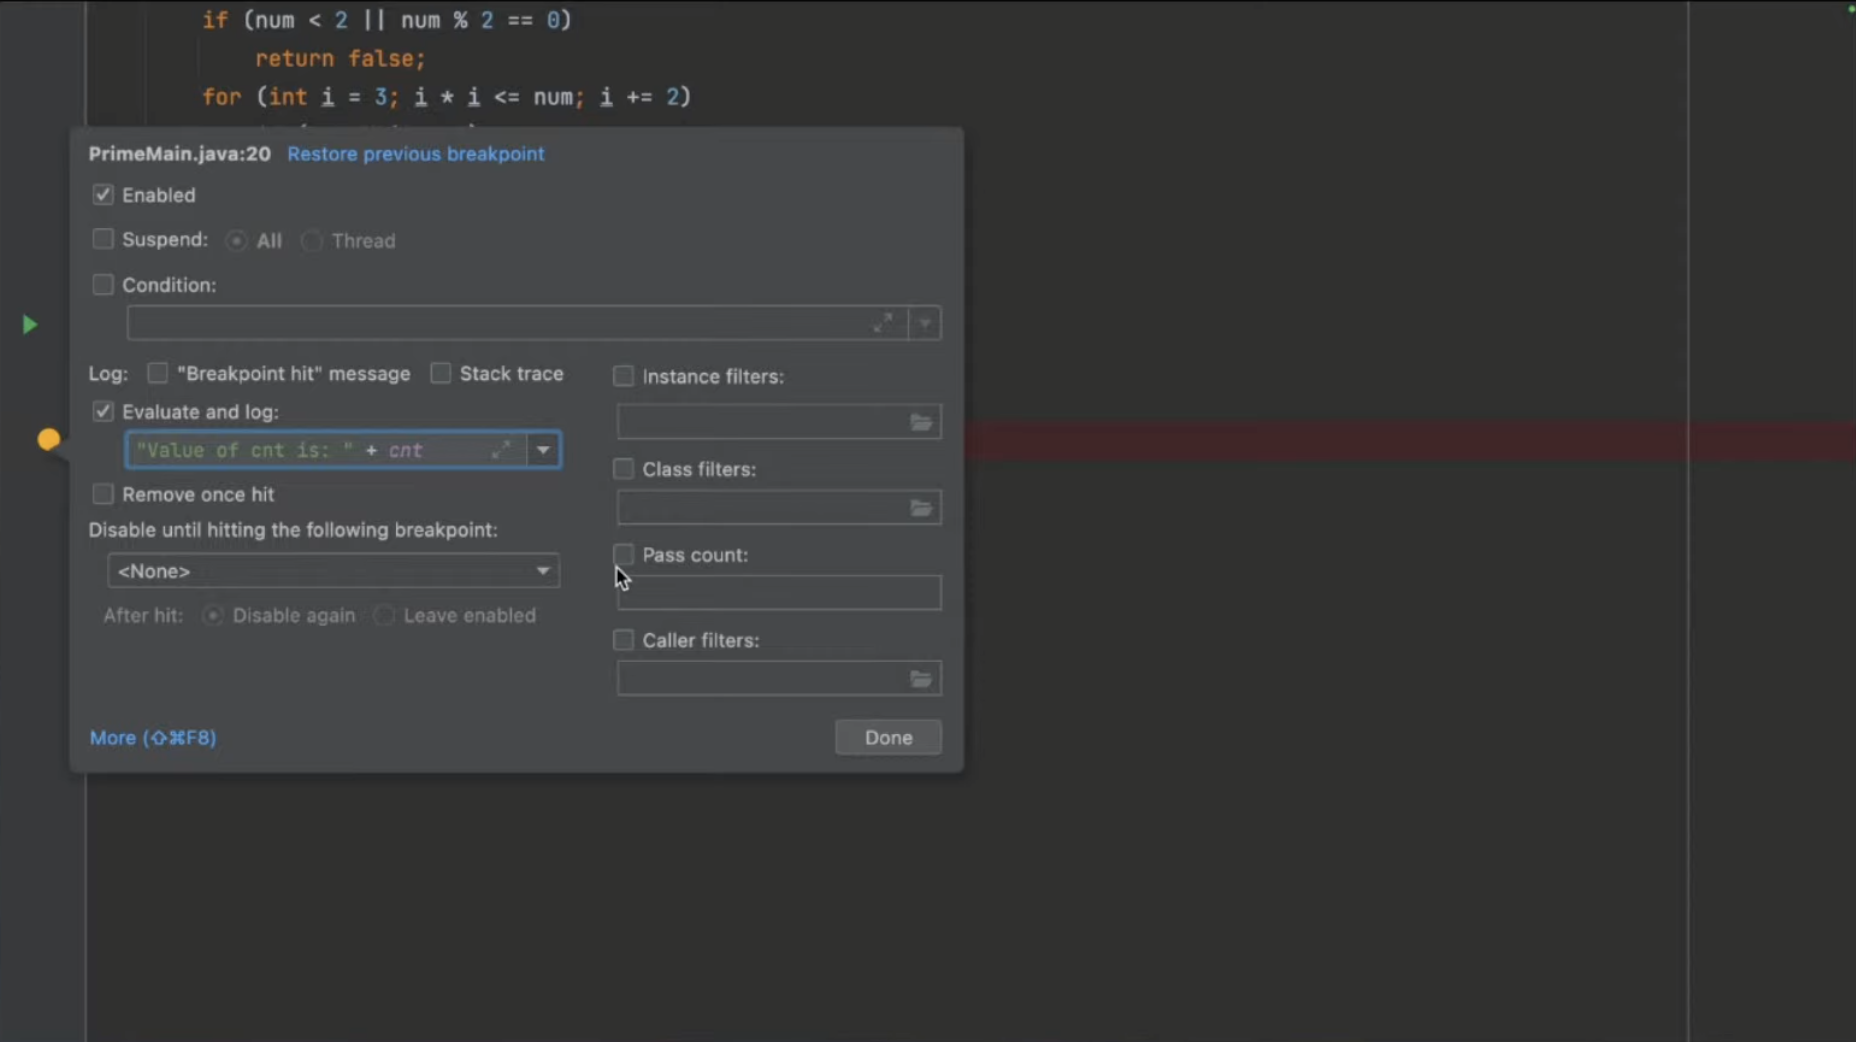 if (num < 2 || num % 2 == 0)
return false;
for (int i = 3; i * i <= num; i += 2)
PrimeMain.java:20 Restore previous breakpoint
Enabled
Suspend: All Thread
Condition:
Log: "Breakpoint hit" message Stack trace
Instance filters:
Evaluate and log:
"Value of cnt is: " + cnt
Class filters:
Remove once hit
Disable until hitting the following breakpoint:
Pass count:
<None>
After hit: Disable again Leave enabled
Caller filters:
More (⇧⌘F8)
Done